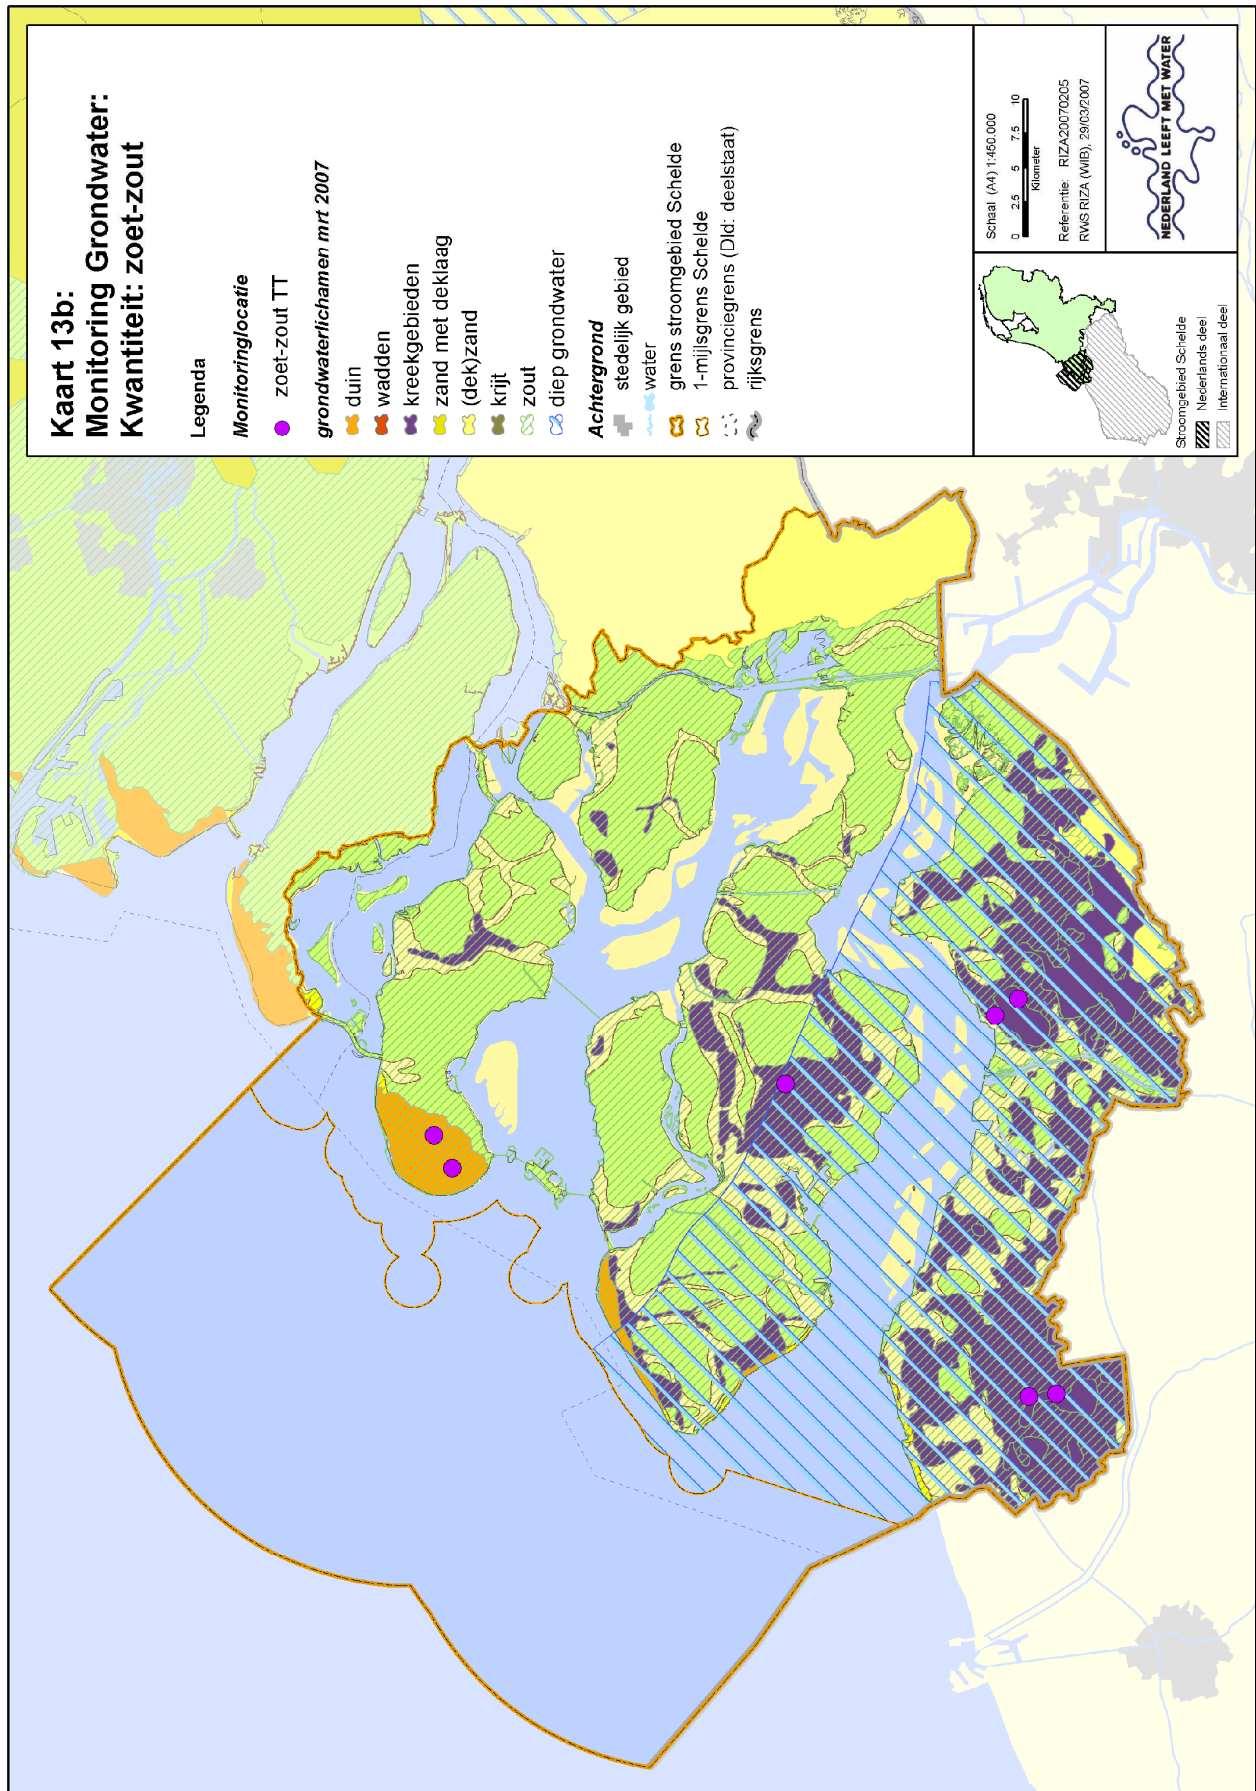 Kaart 13b:
Monitoring Grondwater:
Kwantiteit: zoet-zout
Legenda
Monitoringlocatie
zoet-zout TT
grondwaterlichamen mrt 2007
duin
wadden
kreekgebieden
zand met deklaag
(dek)zand
krijt
zout
diep grondwater
Achtergrond
stedelijk gebied
water
grens stroomgebied Schelde
1-mijlsgrens Schelde
provinciegrens (Dld: deelstaat)
rijksgrens
Stroomgebied Schelde
Nederlands deel
Internationaal deel
Schaal (A4) 1:450.000
0 2.5 5 7.5 10
Kilometer
Referentie: RIZA20070205
RWS RIZA (WIB), 29/03/2007
NEDERLAND LEEFT MET WATER